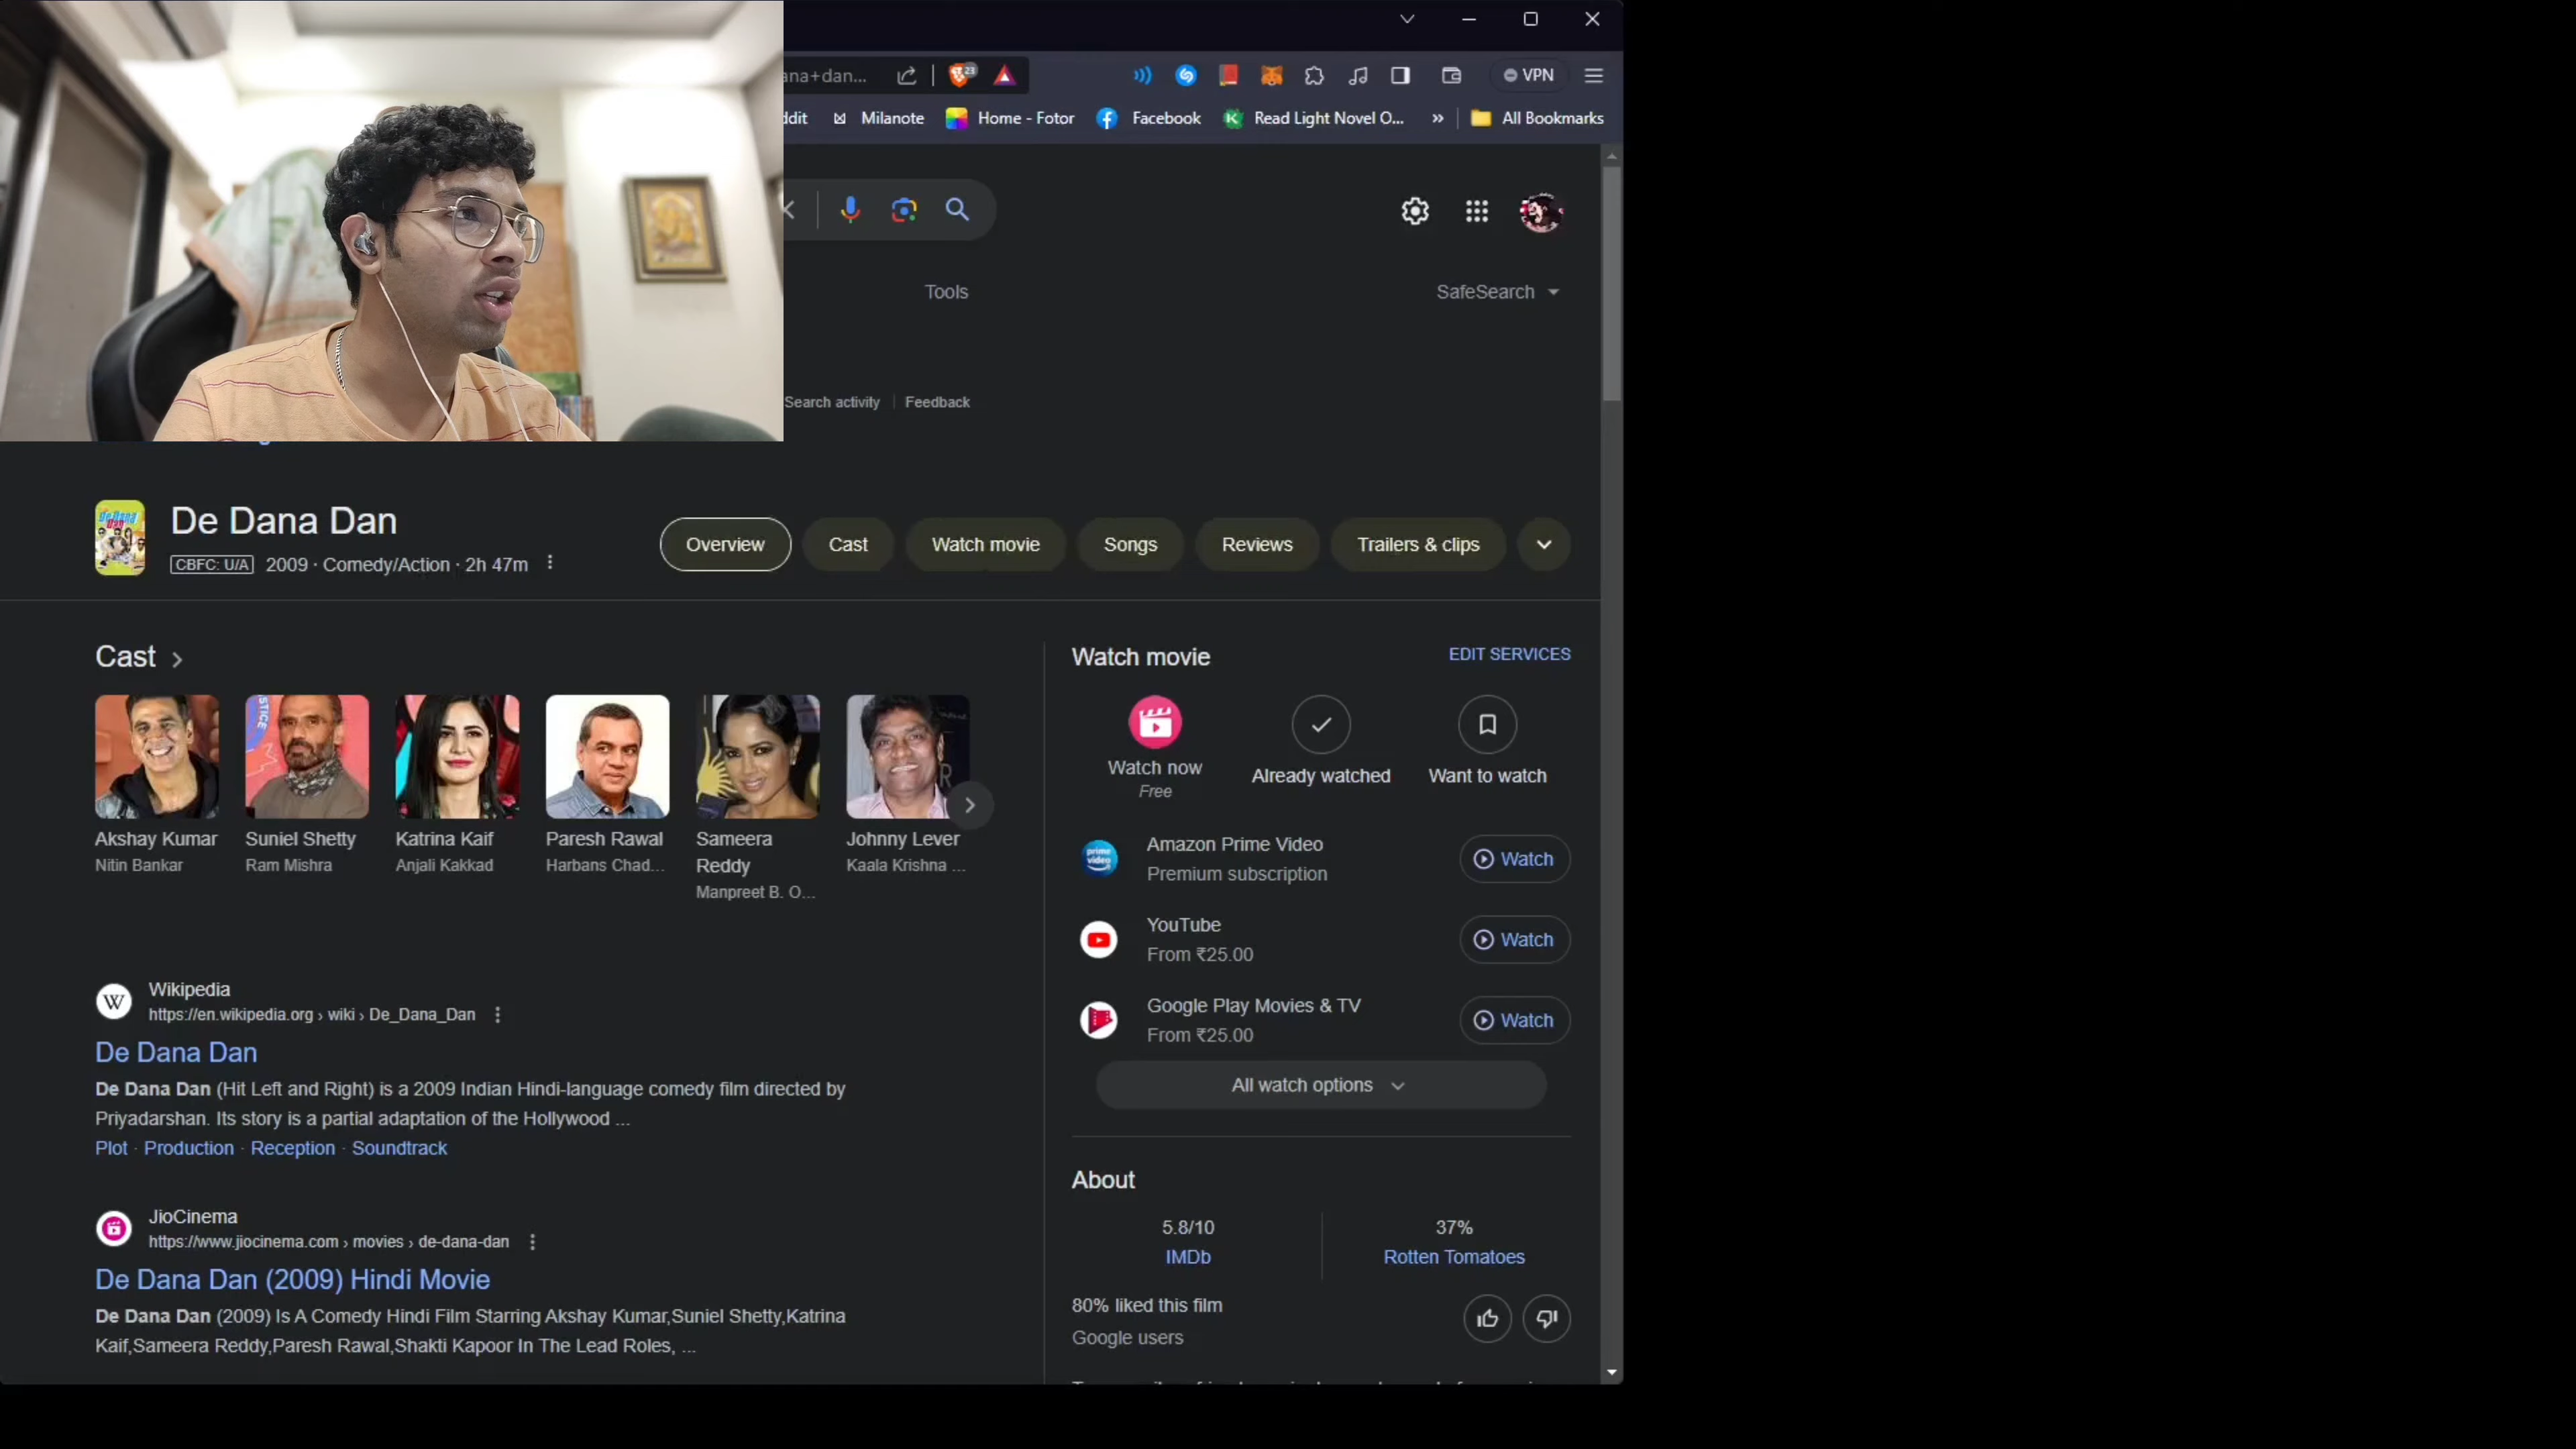 ana+dan...
23
VPN
ddit
Milanote
Home - Fotor
Facebook
Read Light Novel O...
»
All Bookmarks
Tools
SafeSearch
Search activity
Feedback
De Dana Dan
CBFC: U/A 2009 · Comedy/Action · 2h 47m
Overview
Cast
Watch movie
Songs
Reviews
Trailers & clips
Cast
Akshay Kumar
Nitin Bankar
Suniel Shetty
Ram Mishra
Katrina Kaif
Anjali Kakkad
Paresh Rawal
Harbans Chad...
Sameera
Reddy
Manpreet B. O...
Johnny Lever
Kaala Krishna ...
Wikipedia
https://en.wikipedia.org › wiki › De_Dana_Dan
De Dana Dan
De Dana Dan (Hit Left and Right) is a 2009 Indian Hindi-language comedy film directed by
Priyadarshan. Its story is a partial adaptation of the Hollywood ...
Plot · Production · Reception · Soundtrack
JioCinema
https://www.jiocinema.com › movies › de-dana-dan
De Dana Dan (2009) Hindi Movie
De Dana Dan (2009) Is A Comedy Hindi Film Starring Akshay Kumar,Suniel Shetty,Katrina
Kaif,Sameera Reddy,Paresh Rawal,Shakti Kapoor In The Lead Roles, ...
Watch movie
EDIT SERVICES
Watch now
Free
Already watched
Want to watch
prime
video
Amazon Prime Video
Premium subscription
Watch
YouTube
From ₹25.00
Watch
Google Play Movies & TV
From ₹25.00
Watch
All watch options
About
5.8/10
IMDb
37%
Rotten Tomatoes
80% liked this film
Google users